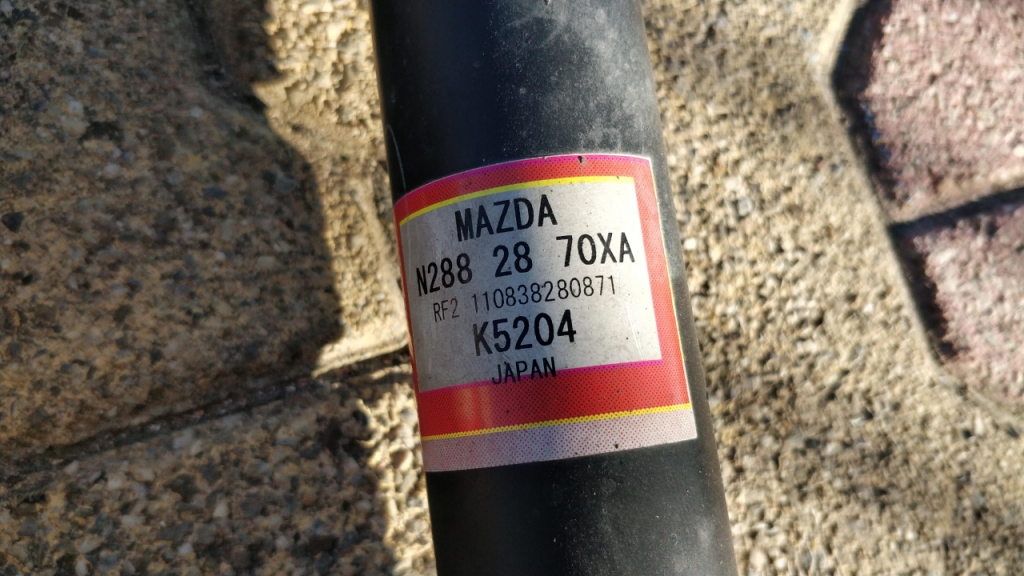 MAZDA
N288 28 70XA
RF2 110838280871
K5204
JAPAN